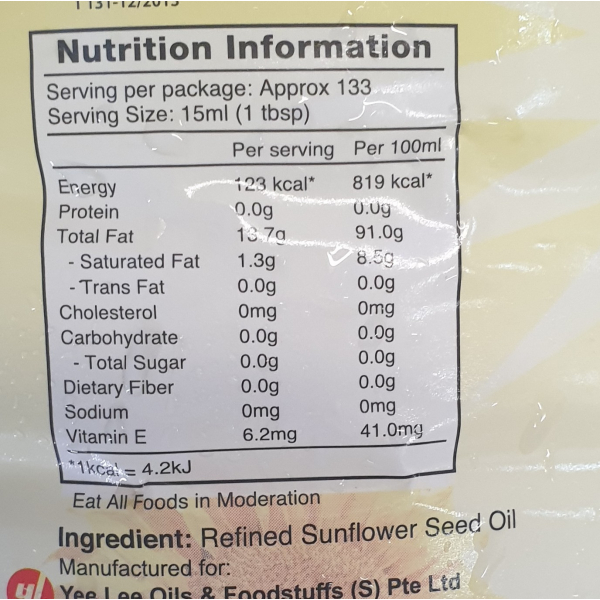 Nutrition Information
Serving per package: Approx 133
Serving Size: 15ml (1 tbsp)
Per serving Per 100ml
Energy 123 kcal* 819 kcal*
Protein 0.0g 0.0g
Total Fat 13.7g 91.0g
- Saturated Fat 1.3g 8.5g
- Trans Fat 0.0g 0.0g
Cholesterol 0mg 0mg
Carbohydrate 0.0g 0.0g
- Total Sugar 0.0g 0.0g
Dietary Fiber 0.0g 0.0g
Sodium 0mg 0mg
Vitamin E 6.2mg 41.0mg
*1kcal = 4.2kJ
Eat All Foods in Moderation
Ingredient: Refined Sunflower Seed Oil
Manufactured for:
Yee Lee Oils & Foodstuffs (S) Pte Ltd